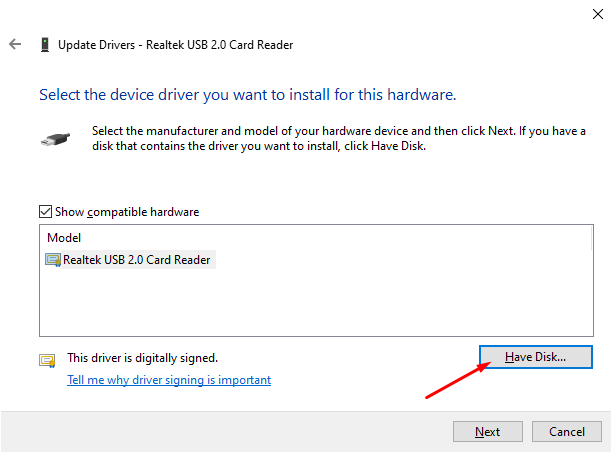 Update Drivers - Realtek USB 2.0 Card Reader
Select the device driver you want to install for this hardware.
Select the manufacturer and model of your hardware device and then click Next. If you have a
disk that contains the driver you want to install, click Have Disk.
Show compatible hardware
Model
Realtek USB 2.0 Card Reader
This driver is digitally signed.
Have Disk...
Tell me why driver signing is important
Next
Cancel